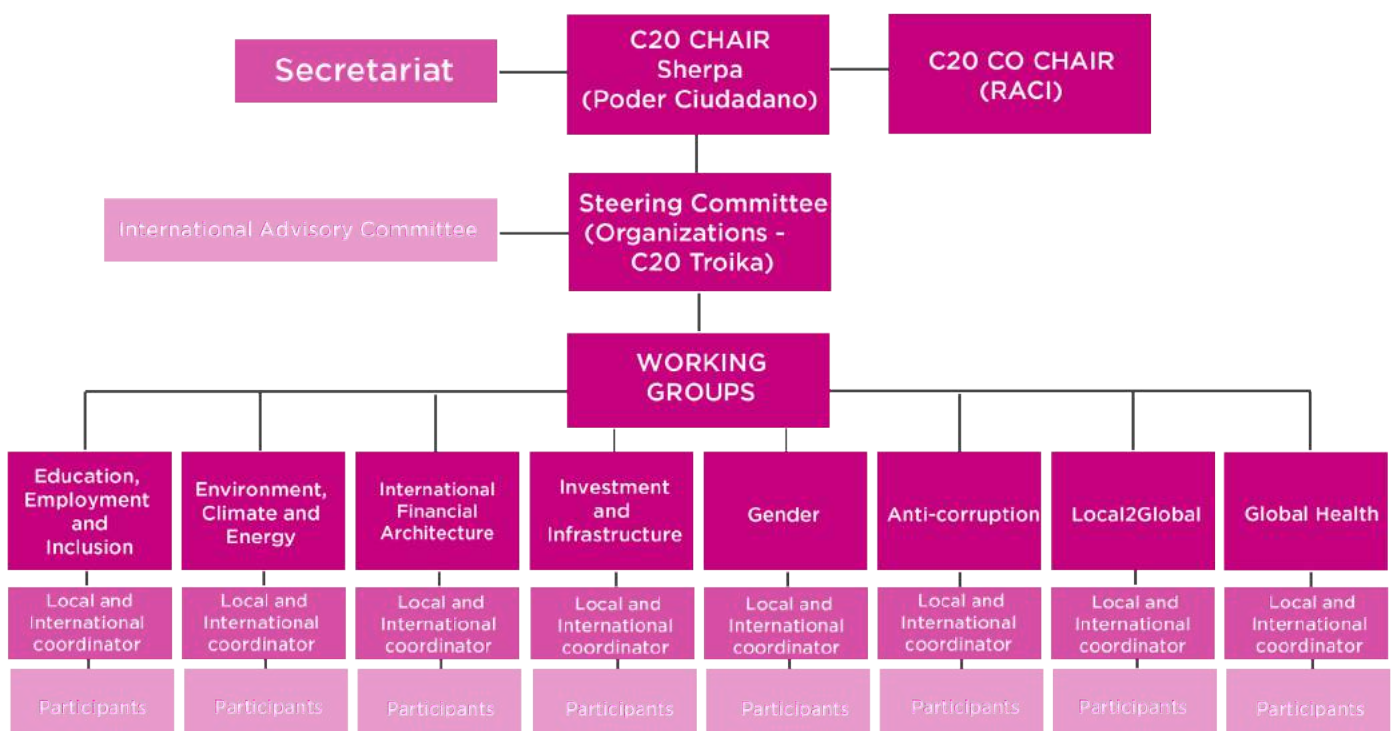 Secretariat
C20 CHAIR
Sherpa
(Poder Ciudadano)
C20 CO CHAIR
(RACI)
International Advisory Committee
Steering Committee
(Organizations -
C20 Troika)
WORKING
GROUPS
Education,
Employment
and
Inclusion
Environment,
Climate and
Energy
International
Financial
Architecture
Investment
and
Infrastructure
Gender
Anti-corruption
Local2Global
Global Health
Local and
International
coordinator
Local and
International
coordinator
Local and
International
coordinator
Local and
International
coordinator
Local and
International
coordinator
Local and
International
coordinator
Local and
International
coordinator
Local and
International
coordinator
Participants
Participants
Participants
Participants
Participants
Participants
Participants
Participants